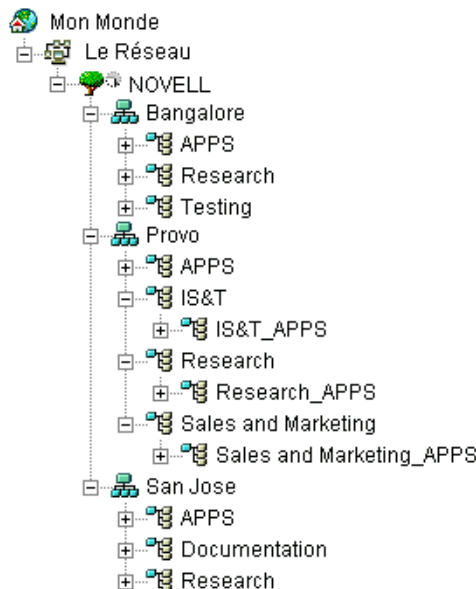 Mon Monde
Le Réseau
NOVELL
Bangalore
APPS
Research
Testing
Provo
APPS
IS&T
IS&T_APPS
Research
Research_APPS
Sales and Marketing
Sales and Marketing_APPS
San Jose
APPS
Documentation
Research